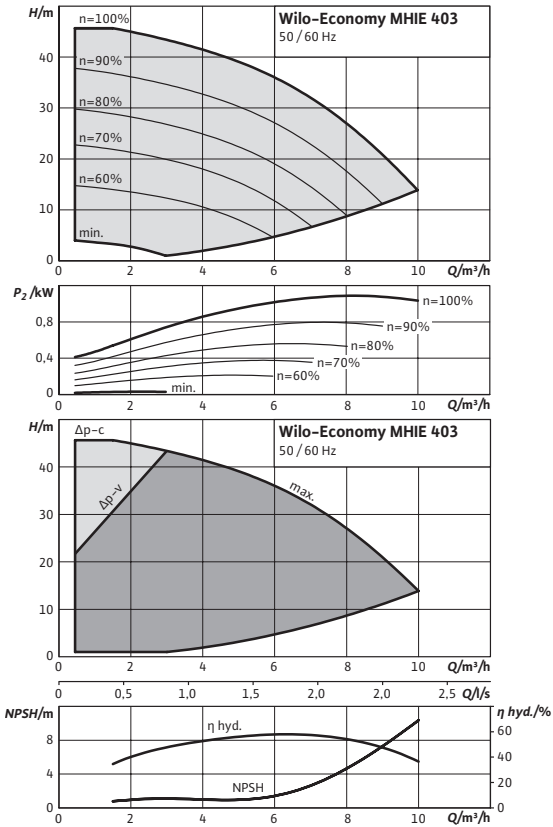 H/m
n=100%
Wilo-Economy MHIE 403
50 / 60 Hz
n=90%
n=80%
n=70%
n=60%
min.
40
30
20
10
0
0 2 4 6 8 10 Q/m³/h
P₂/kW
0,8
0,4
0
n=100%
n=90%
n=80%
n=70%
n=60%
min.
0 2 4 6 8 10 Q/m³/h
H/m
Δp-c
Wilo-Economy MHIE 403
50 / 60 Hz
Δp-v
max.
40
30
20
10
0
0 2 4 6 8 10 Q/m³/h
0 0,5 1,0 1,5 2,0 2,0 2,5 Q/l/s
NPSH/m
η hyd./%
η hyd.
NPSH
8
4
0
60
40
20
0
0 2 4 6 8 10 Q/m³/h